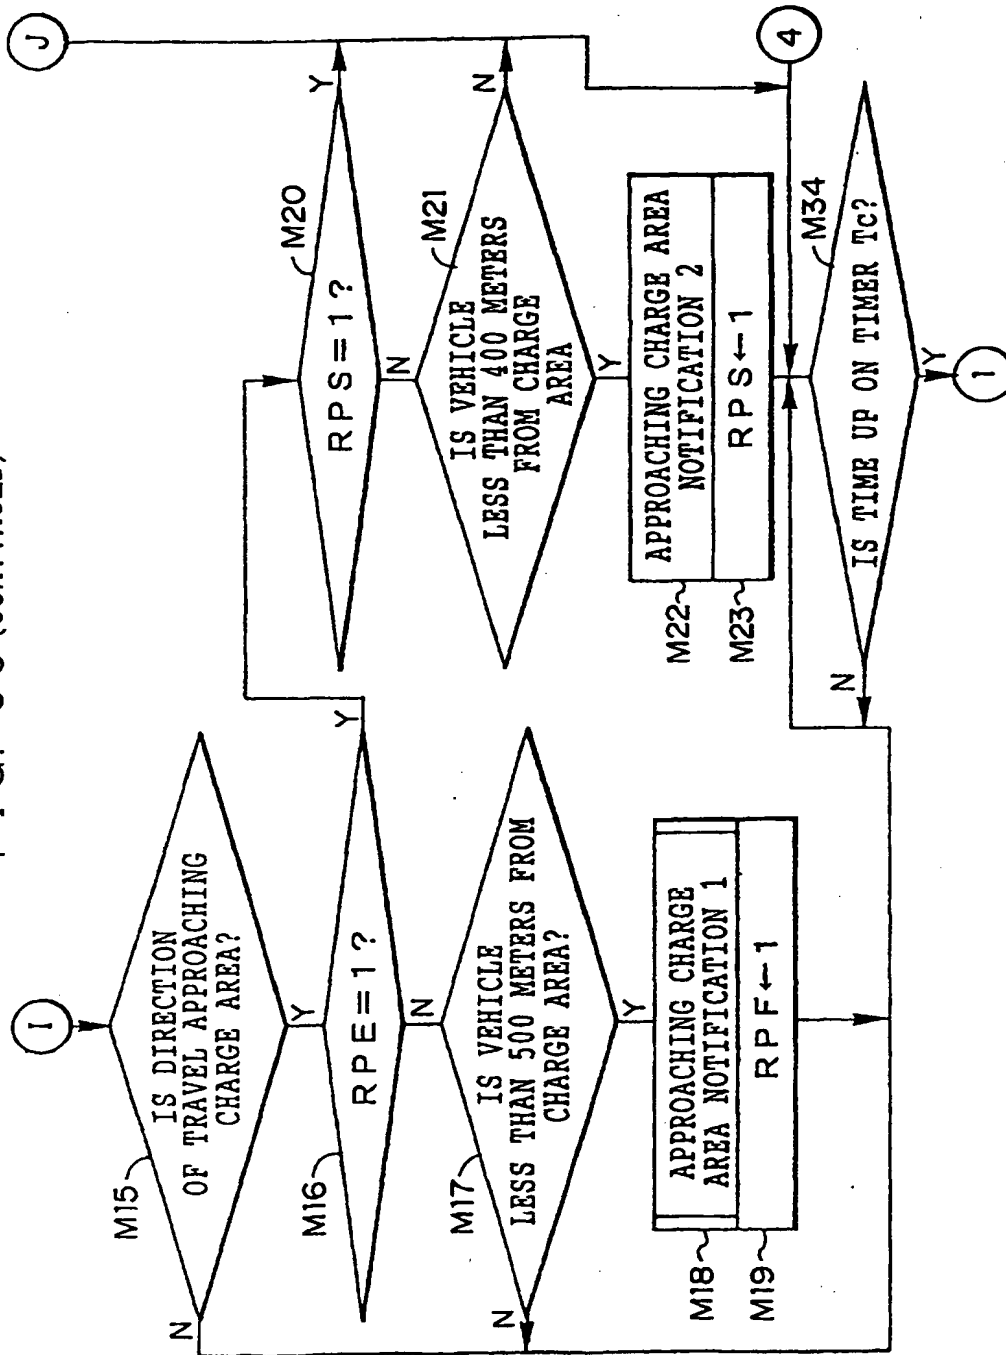 (CONTINUED)
I
M15
IS DIRECTION
OF TRAVEL APPROACHING
CHARGE AREA?
N
Y
M16
RPE=1?
Y
N
M17
IS VEHICLE
LESS THAN 500 METERS FROM
CHARGE AREA?
N
Y
M18
APPROACHING CHARGE
AREA NOTIFICATION 1
M19
RPF←1
J
M20
RPS=1?
Y
N
M21
IS VEHICLE
LESS THAN 400 METERS
FROM CHARGE
AREA
N
Y
M22
APPROACHING CHARGE AREA
NOTIFICATION 2
M23
RPS←1
4
M34
IS TIME UP ON TIMER Tc?
N
Y
1